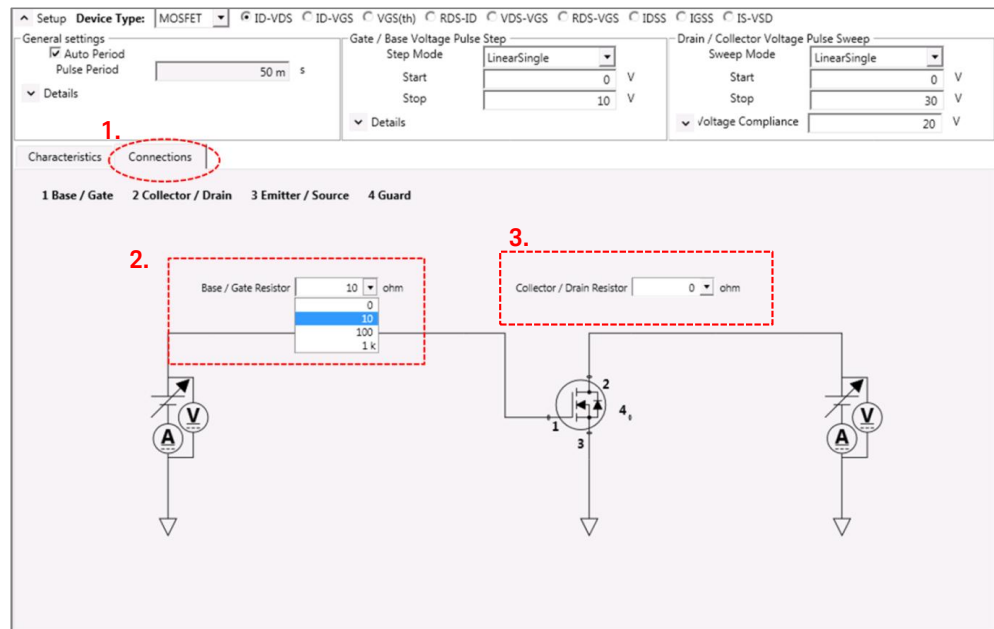 Setup Device Type: MOSFET ID-VDS ID-VGS VGS(th) RDS-ID VDS-VGS RDS-VGS IDSS IGSS IS-VSD
General settings
Auto Period
Pulse Period 50 m s
Details
Gate / Base Voltage Pulse Step
Step Mode LinearSingle
Start 0 V
Stop 10 V
Details
Drain / Collector Voltage Pulse Sweep
Sweep Mode LinearSingle
Start 0 V
Stop 30 V
Voltage Compliance 20 V
1.
Characteristics Connections
1 Base / Gate 2 Collector / Drain 3 Emitter / Source 4 Guard
2.
Base / Gate Resistor 10 ohm
0
10
100
1 k
3.
Collector / Drain Resistor 0 ohm
V
A
2
1
4
3
V
A